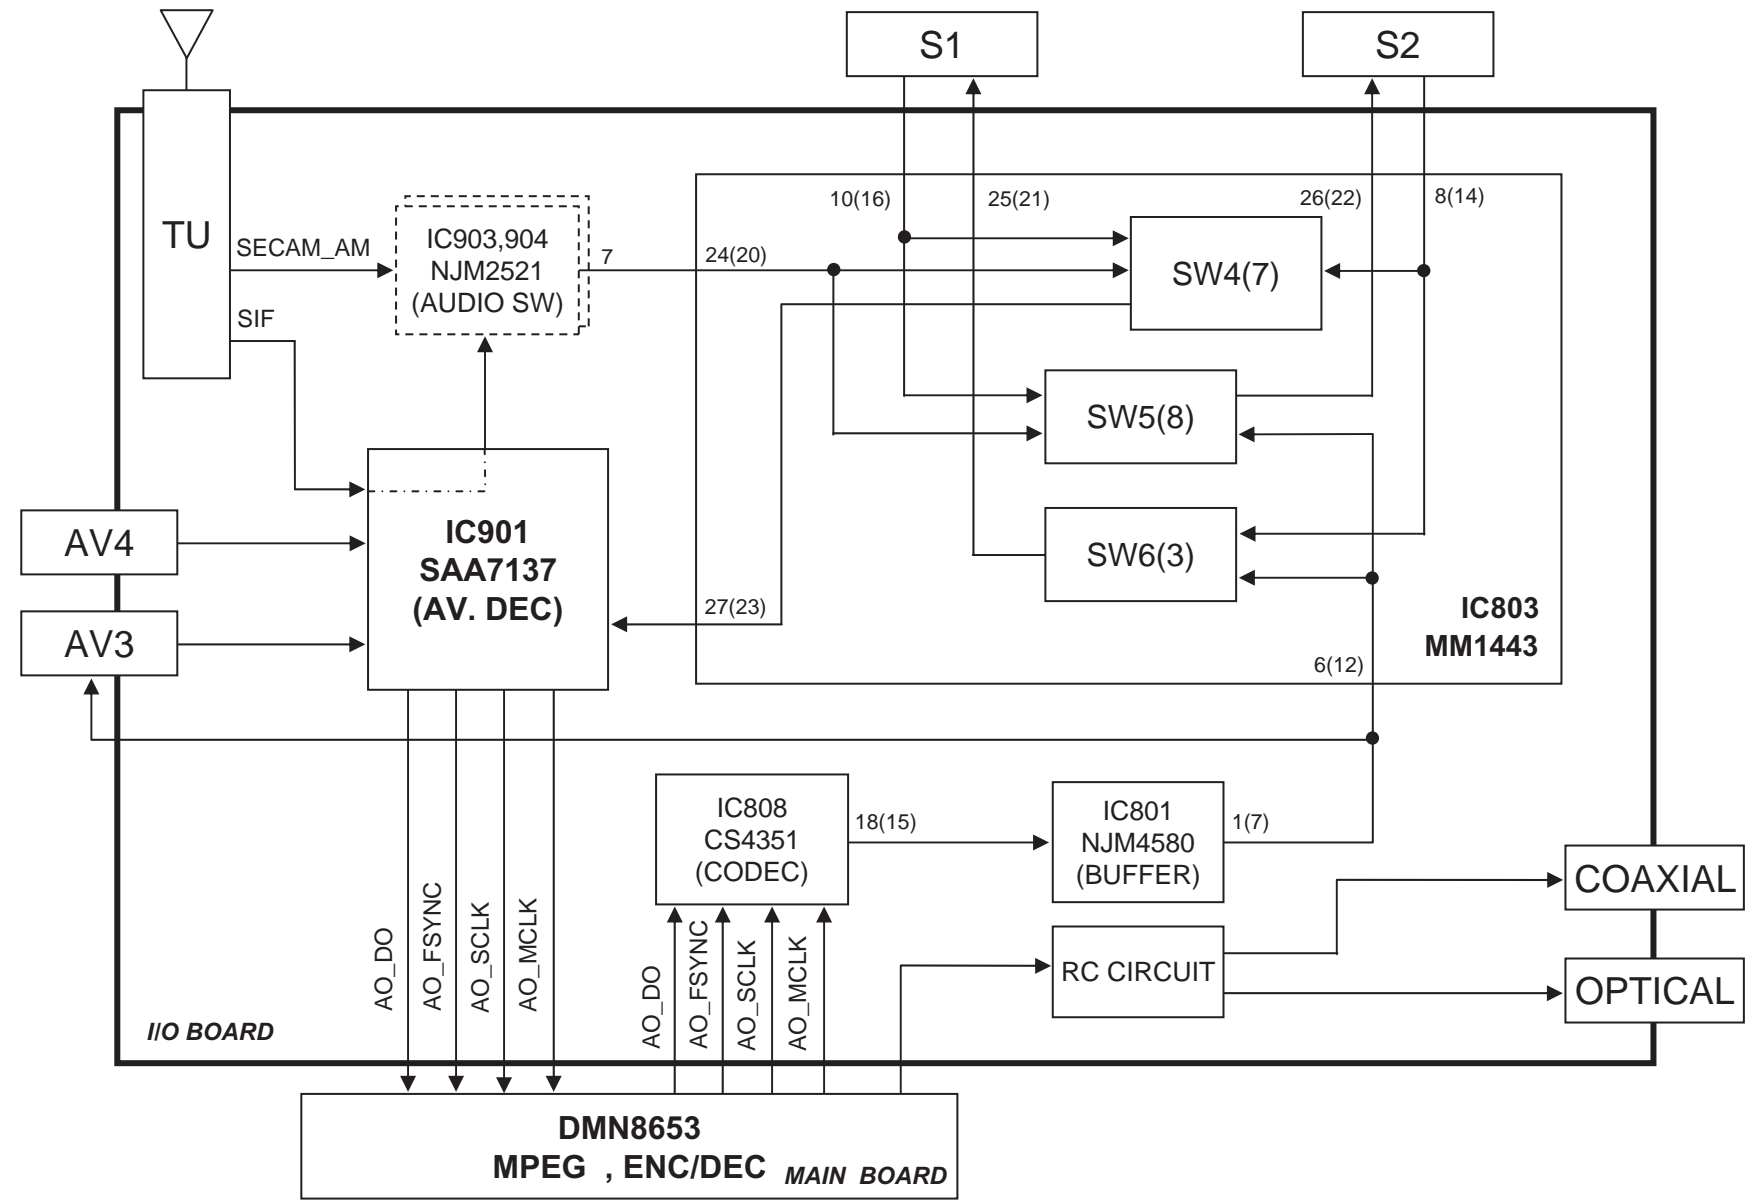 S1
S2
10(16)
25(21)
26(22)
8(14)
TU
SECAM_AM
IC903,904
NJM2521
(AUDIO SW)
7
24(20)
SW4(7)
SIF
SW5(8)
IC901
SAA7137
(AV. DEC)
AV4
SW6(3)
27(23)
IC803
MM1443
AV3
6(12)
IC808
CS4351
(CODEC)
18(15)
IC801
NJM4580
(BUFFER)
1(7)
COAXIAL
AO_DO
AO_FSYNC
AO_SCLK
AO_MCLK
AO_DO
AO_FSYNC
AO_SCLK
AO_MCLK
RC CIRCUIT
OPTICAL
I/O BOARD
DMN8653
MPEG , ENC/DEC
MAIN BOARD